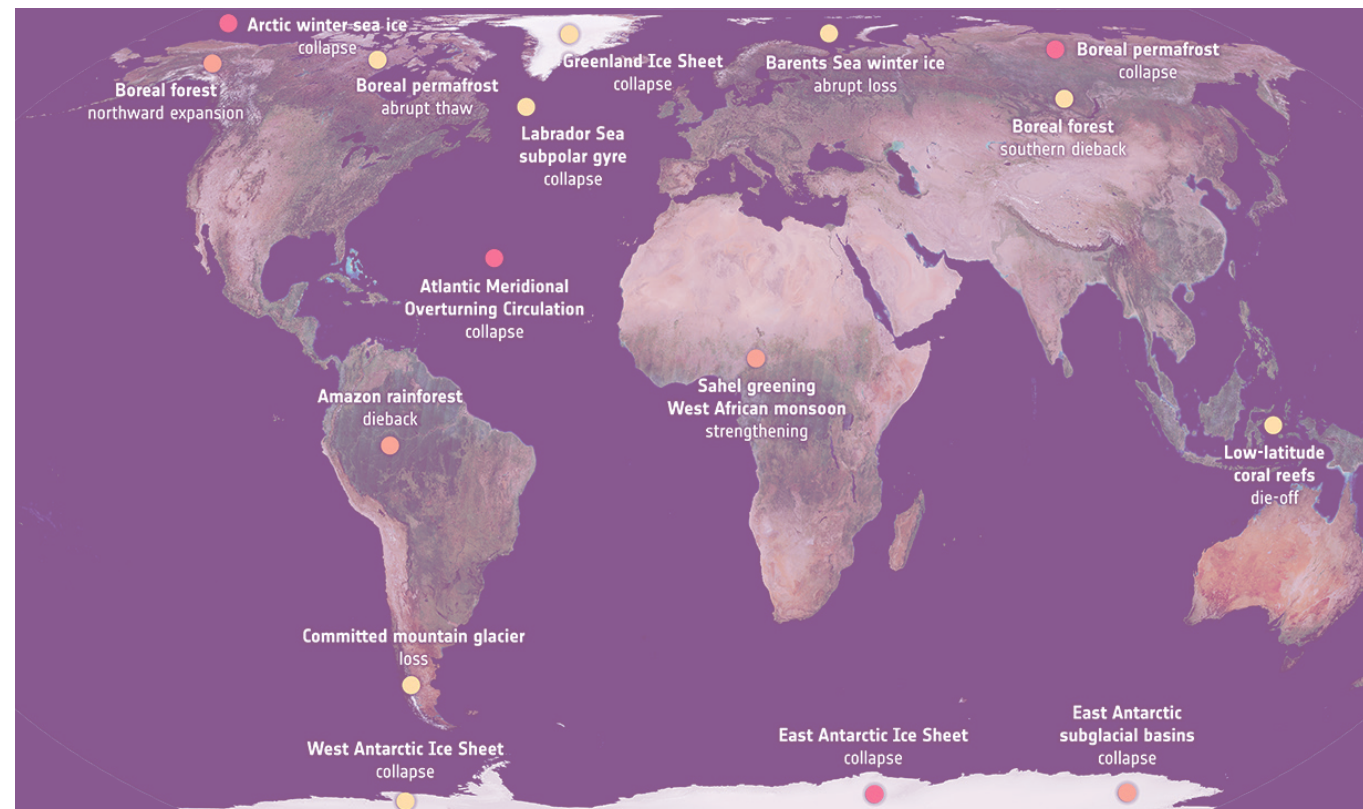 Arctic winter sea ice
collapse
Boreal forest
northward expansion
Boreal permafrost
abrupt thaw
Greenland Ice Sheet
collapse
Labrador Sea
subpolar gyre
collapse
Barents Sea winter ice
abrupt loss
Boreal permafrost
collapse
Boreal forest
southern dieback
Atlantic Meridional
Overturning Circulation
collapse
Amazon rainforest
dieback
Sahel greening
West African monsoon
strengthening
Low-latitude
coral reefs
die-off
Committed mountain glacier
loss
West Antarctic Ice Sheet
collapse
East Antarctic Ice Sheet
collapse
East Antarctic
subglacial basins
collapse